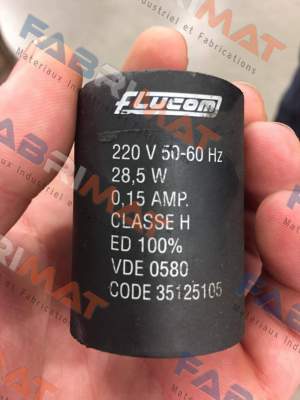 FLUCOM
220 V 50-60 Hz
28,5 W
0,15 AMP.
CLASSE H
ED 100%
VDE 0580
CODE 35125105
FABRIMAT
Materiaux Industriel et Fabrications